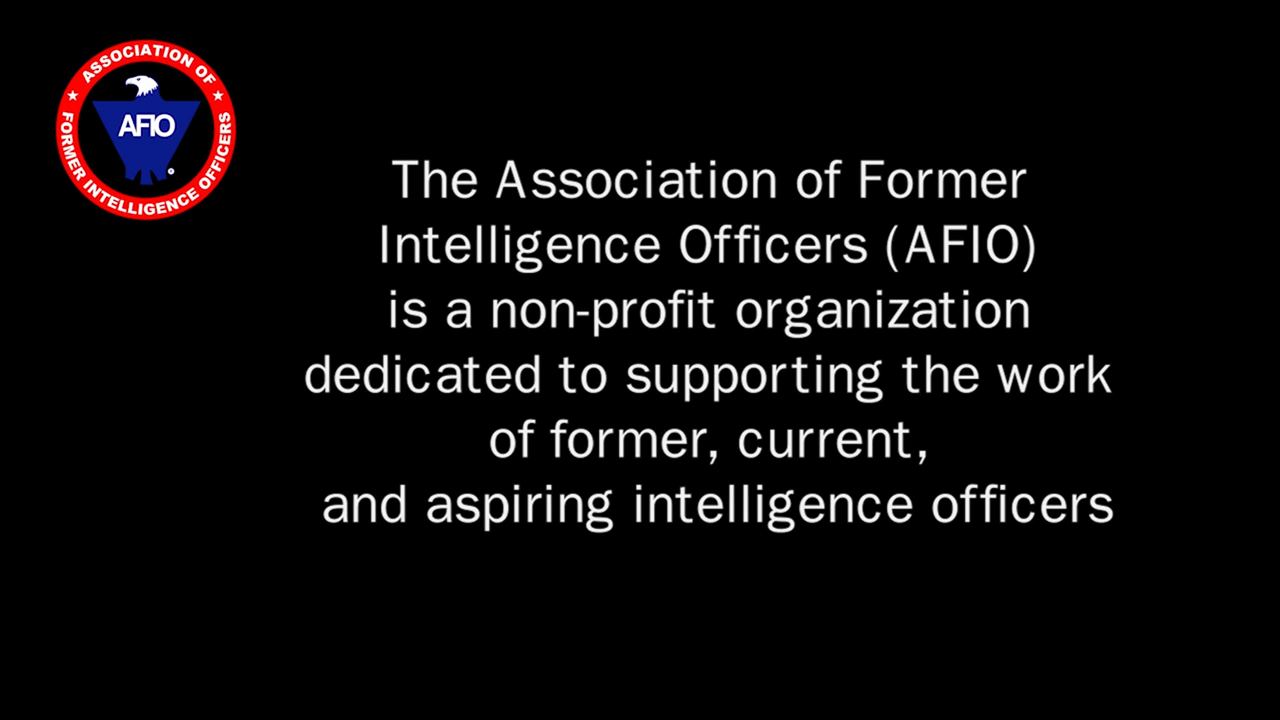 ASSOCIATION OF
FORMER INTELLIGENCE OFFICERS
AFIO
The Association of Former
Intelligence Officers (AFIO)
is a non-profit organization
dedicated to supporting the work
of former, current,
and aspiring intelligence officers